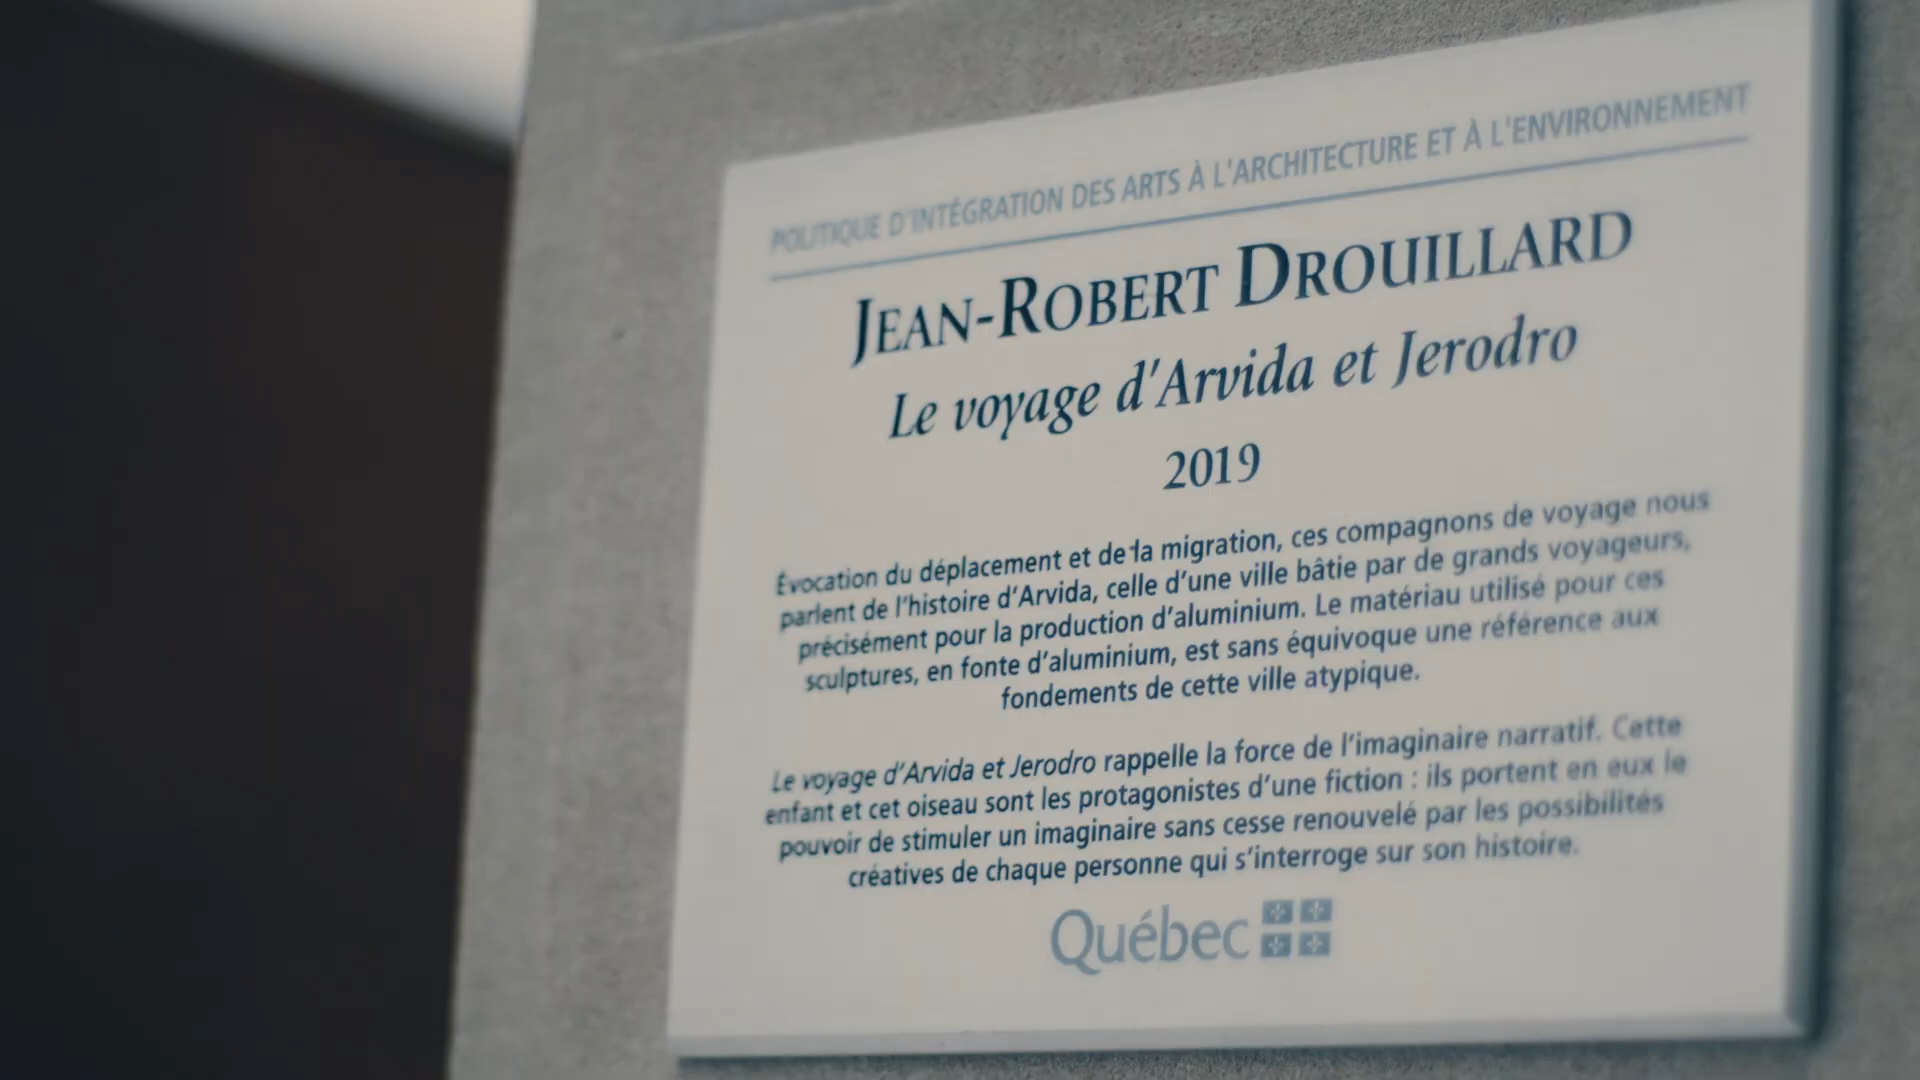 POLITIQUE D'INTÉGRATION DES ARTS À L'ARCHITECTURE ET À L'ENVIRONNEMENT
JEAN-ROBERT DROUILLARD
Le voyage d'Arvida et Jerodro
2019
Évocation du déplacement et de la migration, ces compagnons de voyage nous
parlent de l'histoire d'Arvida, celle d'une ville bâtie par de grands voyageurs,
précisément pour la production d'aluminium. Le matériau utilisé pour ces
sculptures, en fonte d'aluminium, est sans équivoque une référence aux
fondements de cette ville atypique.
Le voyage d'Arvida et Jerodro rappelle la force de l'imaginaire narratif. Cette
enfant et cet oiseau sont les protagonistes d'une fiction : ils portent en eux le
pouvoir de stimuler un imaginaire sans cesse renouvelé par les possibilités
créatives de chaque personne qui s'interroge sur son histoire.
Québec